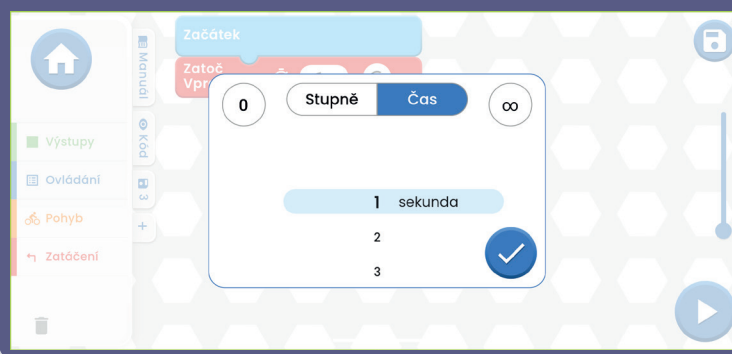 Začátek
Zatoč
Vpr
Manuál
Kód
3
+
Výstupy
Ovládání
Pohyb
Zatáčení
0
Stupně
Čas
∞
1 sekunda
2
3